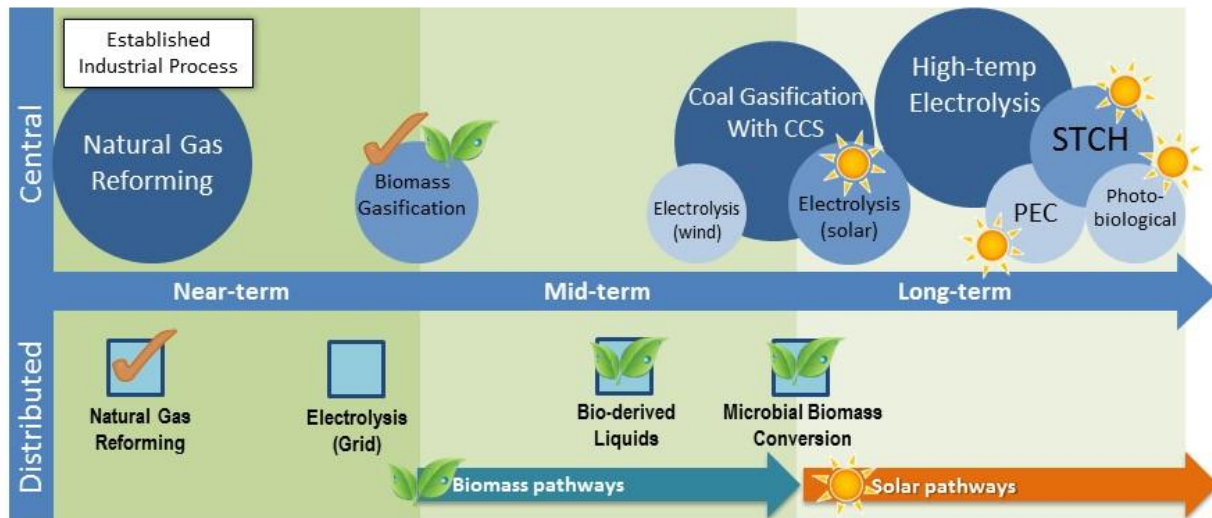 Central
Established
Industrial Process
Natural Gas
Reforming
Biomass
Gasification
Coal Gasification
With CCS
Electrolysis
(wind)
Electrolysis
(solar)
High-temp
Electrolysis
STCH
PEC
Photo-
biological
Near-term
Mid-term
Long-term
Distributed
Natural Gas
Reforming
Electrolysis
(Grid)
Bio-derived
Liquids
Microbial Biomass
Conversion
Biomass pathways
Solar pathways